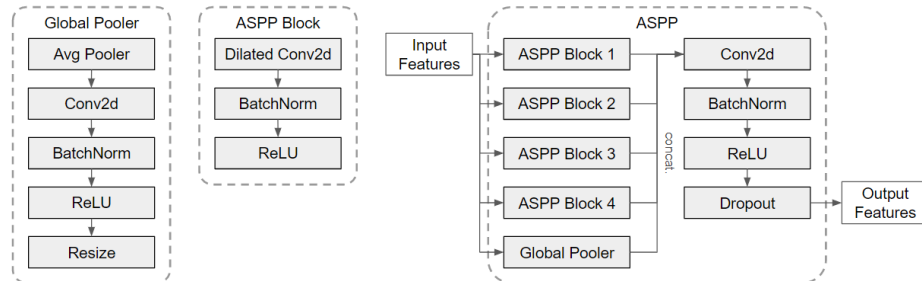 Global Pooler
Avg Pooler
Conv2d
BatchNorm
ReLU
Resize
ASPP Block
Dilated Conv2d
BatchNorm
ReLU
Input
Features
ASPP
ASPP Block 1
ASPP Block 2
ASPP Block 3
ASPP Block 4
Global Pooler
concat.
Conv2d
BatchNorm
ReLU
Dropout
Output
Features